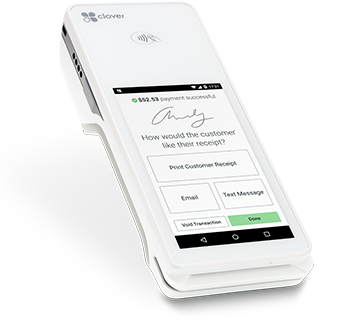 clover
17:31
$52.53 payment successful
How would the customer
like their receipt?
Print Customer Receipt
Email
Text Message
Void Transaction
Done